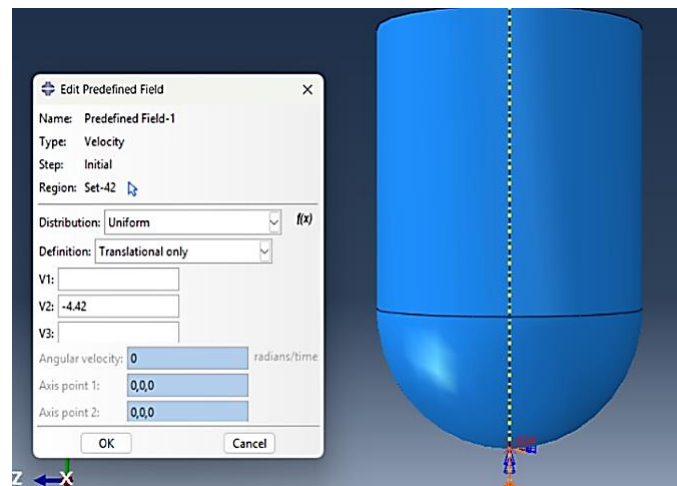 Edit Predefined Field
Name: Predefined Field-1
Type: Velocity
Step: Initial
Region: Set-42
Distribution: Uniform f(x)
Definition: Translational only
V1:
V2: -4.42
V3:
Angular velocity: 0 radians/time
Axis point 1: 0,0,0
Axis point 2: 0,0,0
OK Cancel
Z X